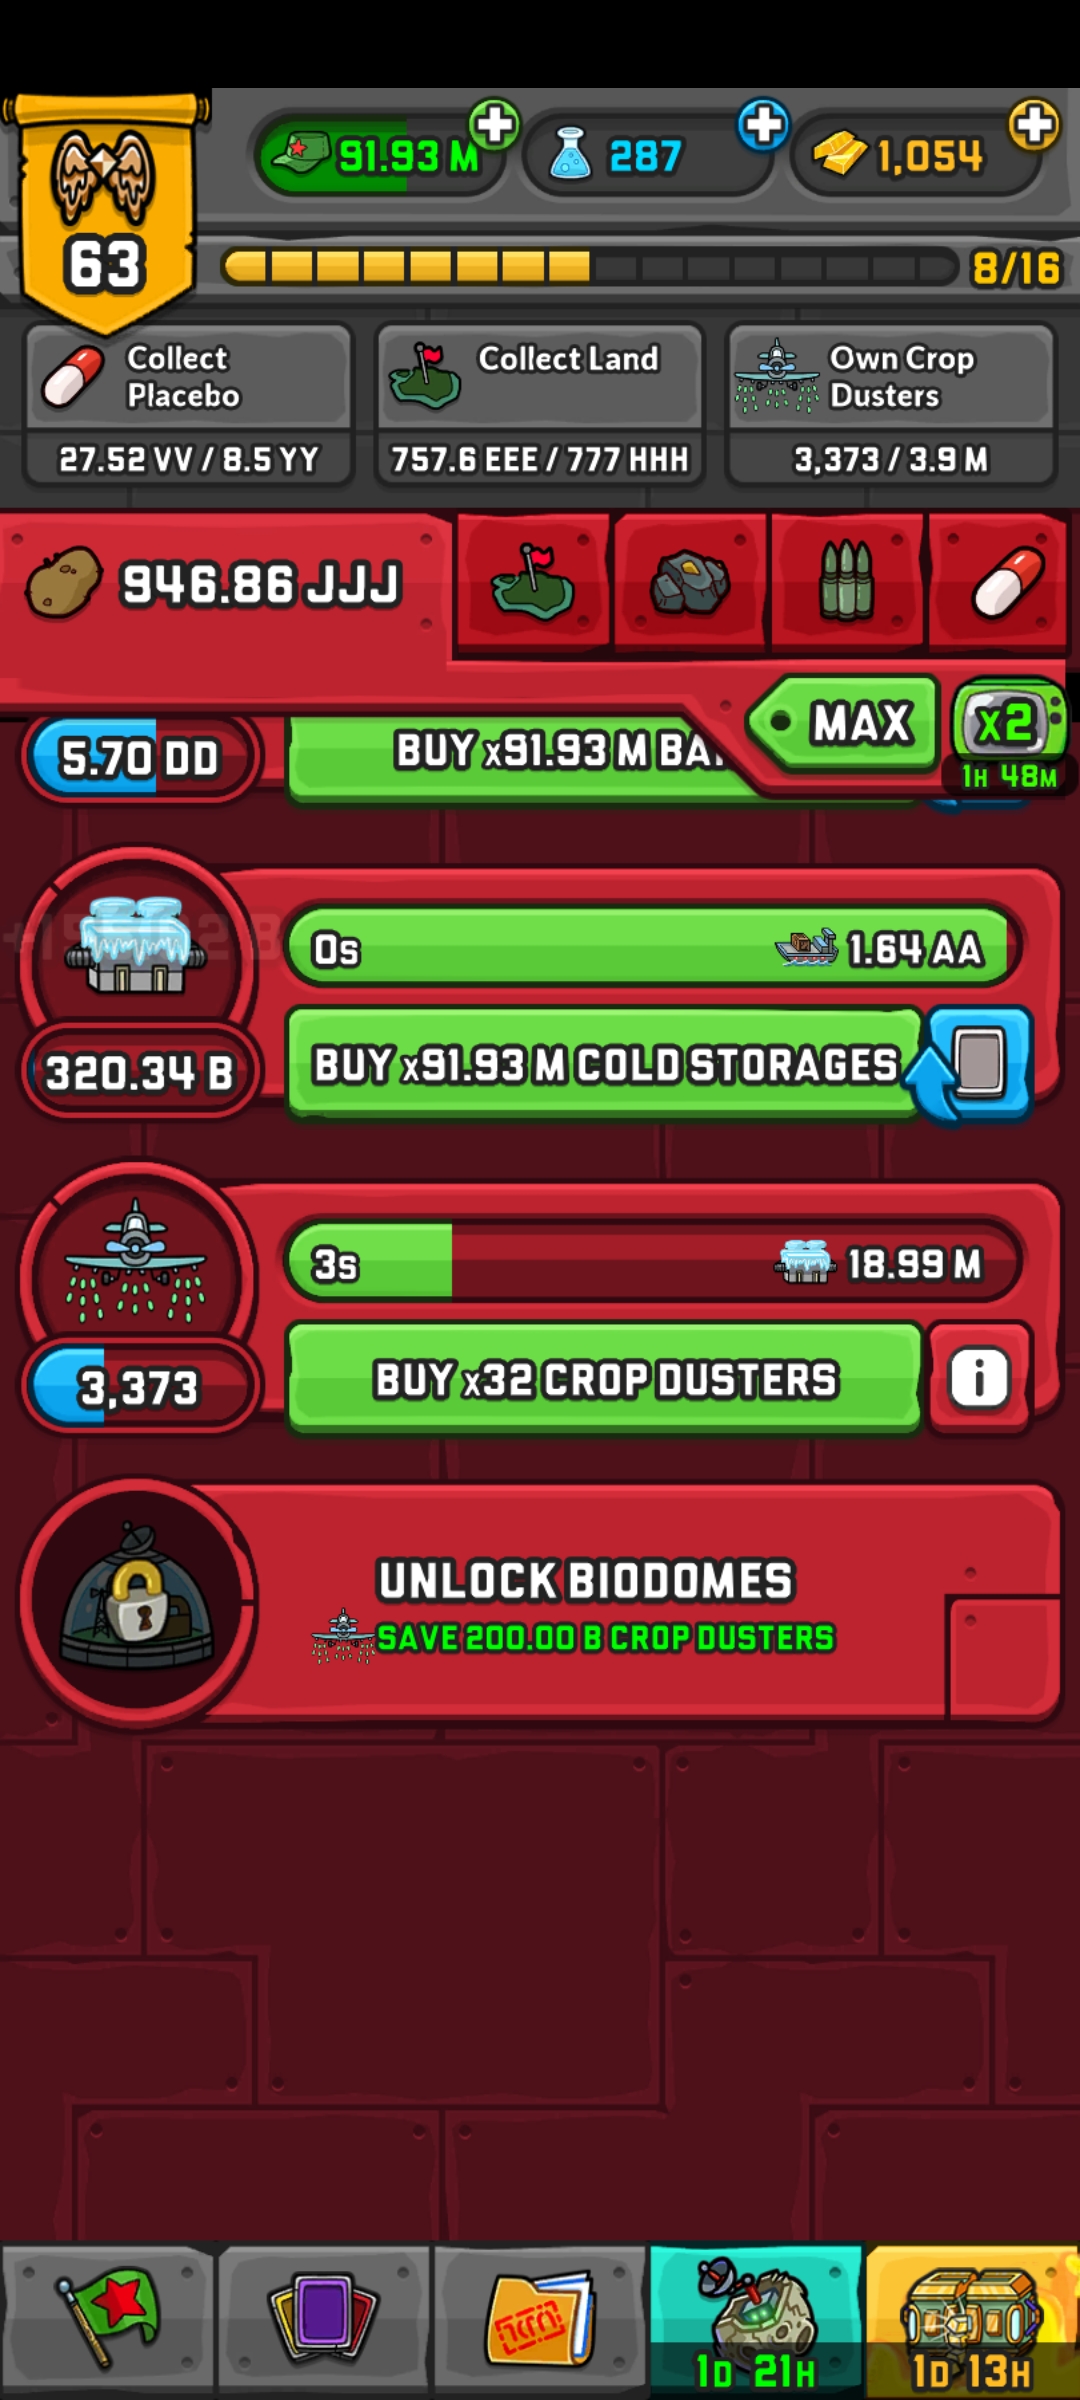 91.93 M
287
1,054
63
8/16
Collect Placebo
27.52 VV / 8.5 YY
Collect Land
757.6 EEE / 777 HHH
Own Crop Dusters
3,373 / 3.9 M
946.86 JJJ
MAX
x2
1H 48M
5.70 DD
BUY x91.93 M
0s
1.64 AA
320.34 B
BUY x91.93 M COLD STORAGES
3s
18.99 M
3,373
BUY x32 CROP DUSTERS
i
UNLOCK BIODOMES
SAVE 200.00 B CROP DUSTERS
1D 21H
1D 13H